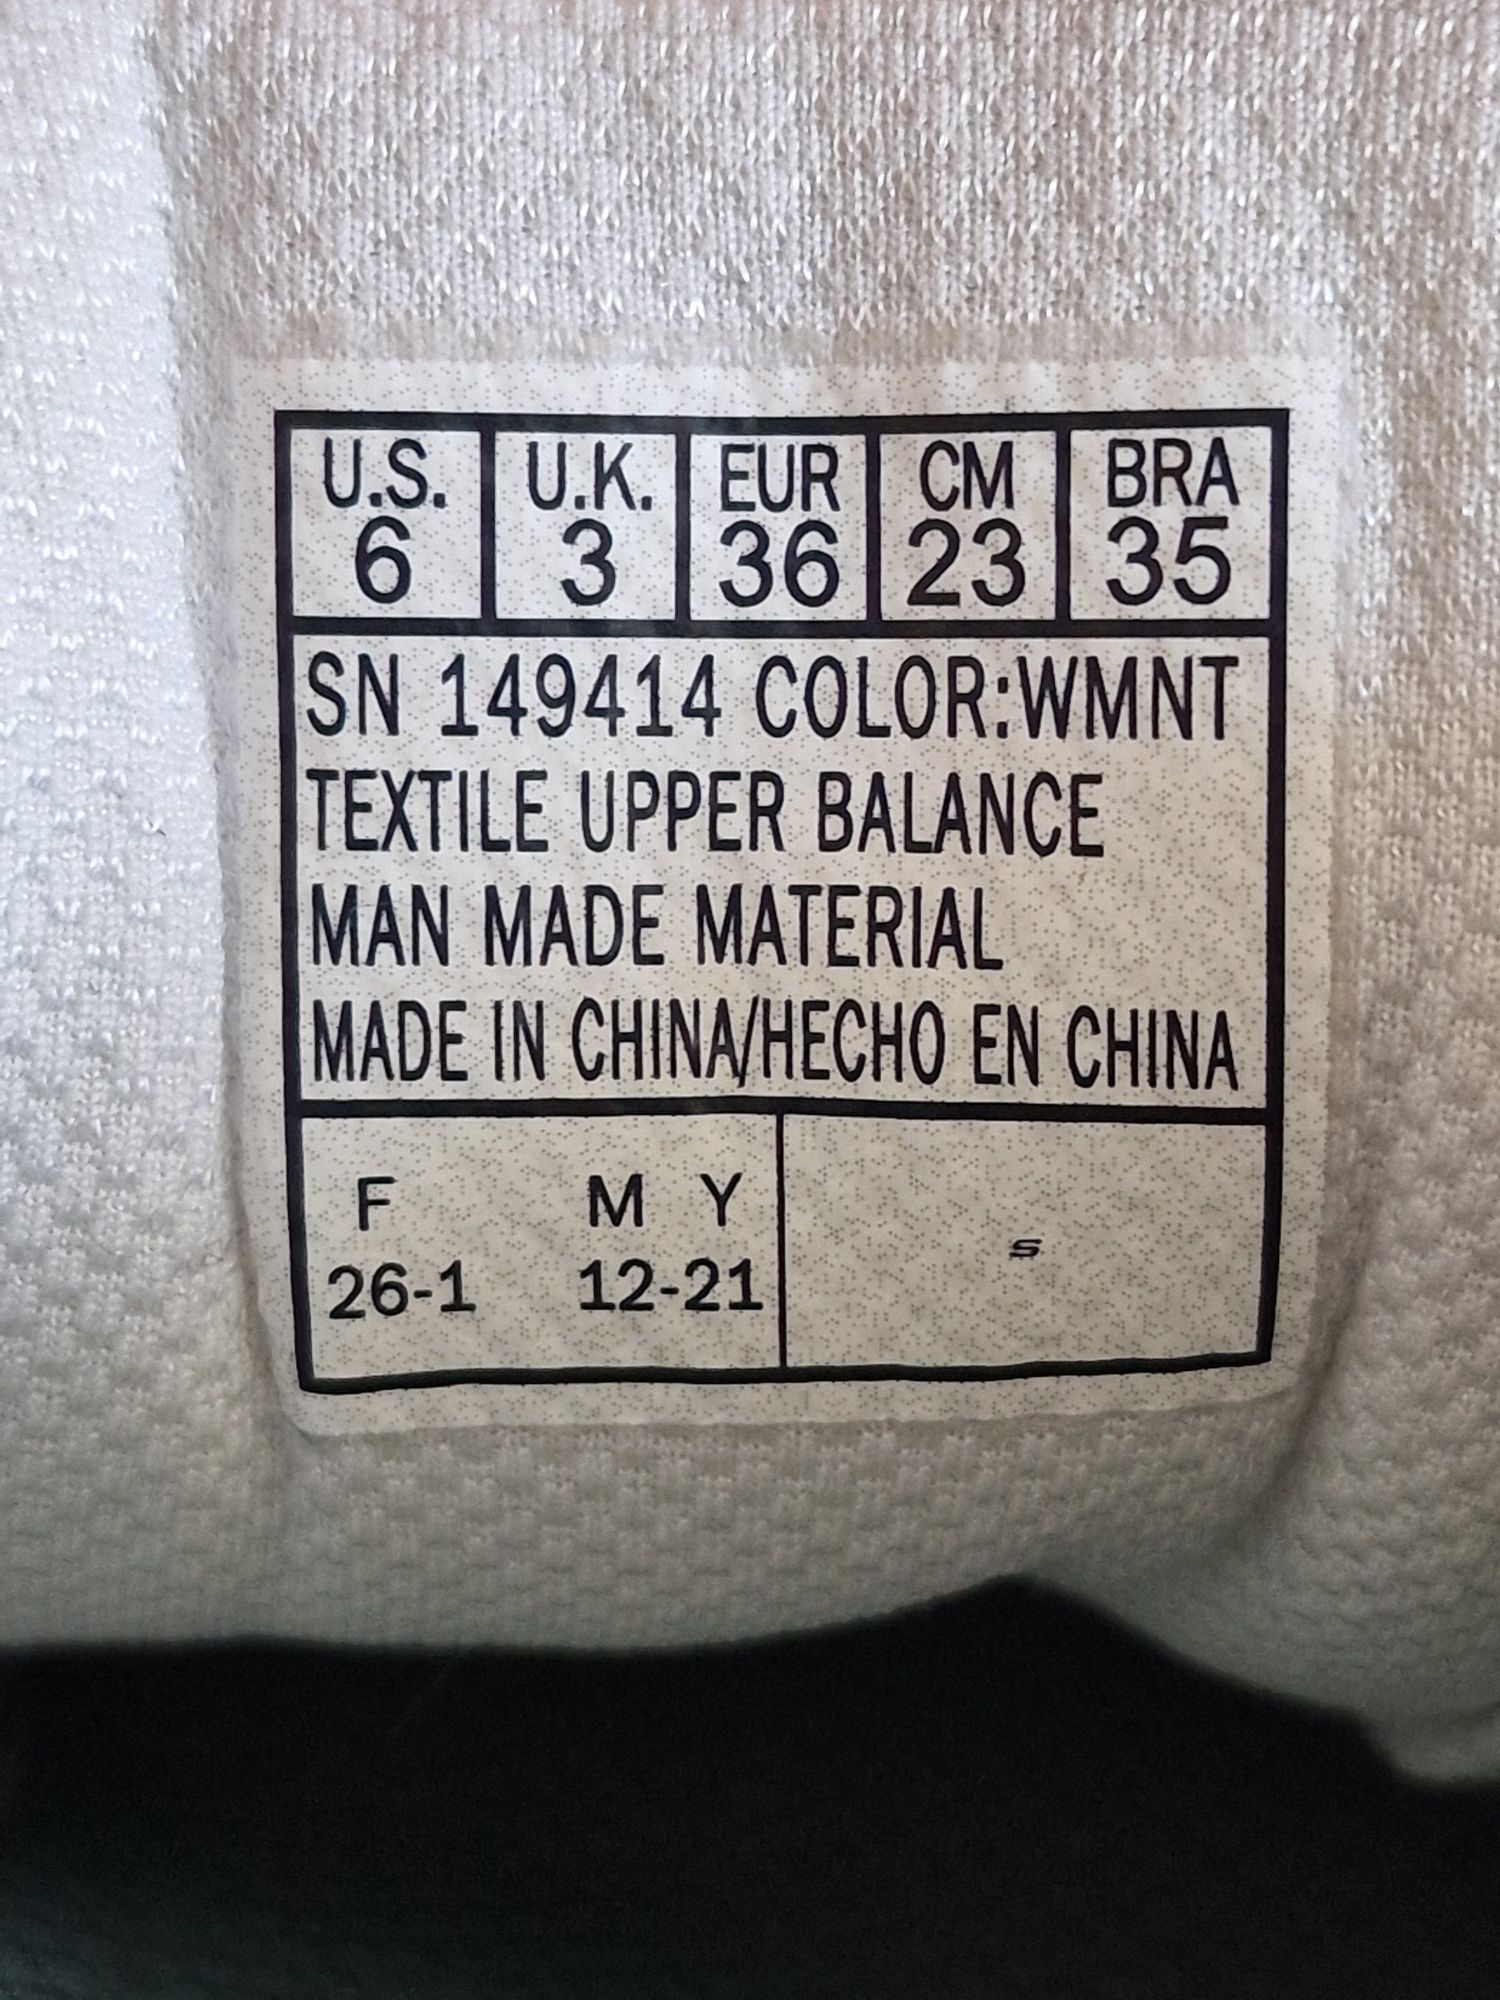 U.S. U.K. EUR CM BRA
6 3 36 23 35
SN 149414 COLOR:WMNT
TEXTILE UPPER BALANCE
MAN MADE MATERIAL
MADE IN CHINA/HECHO EN CHINA
F M Y
26-1 12-21
S